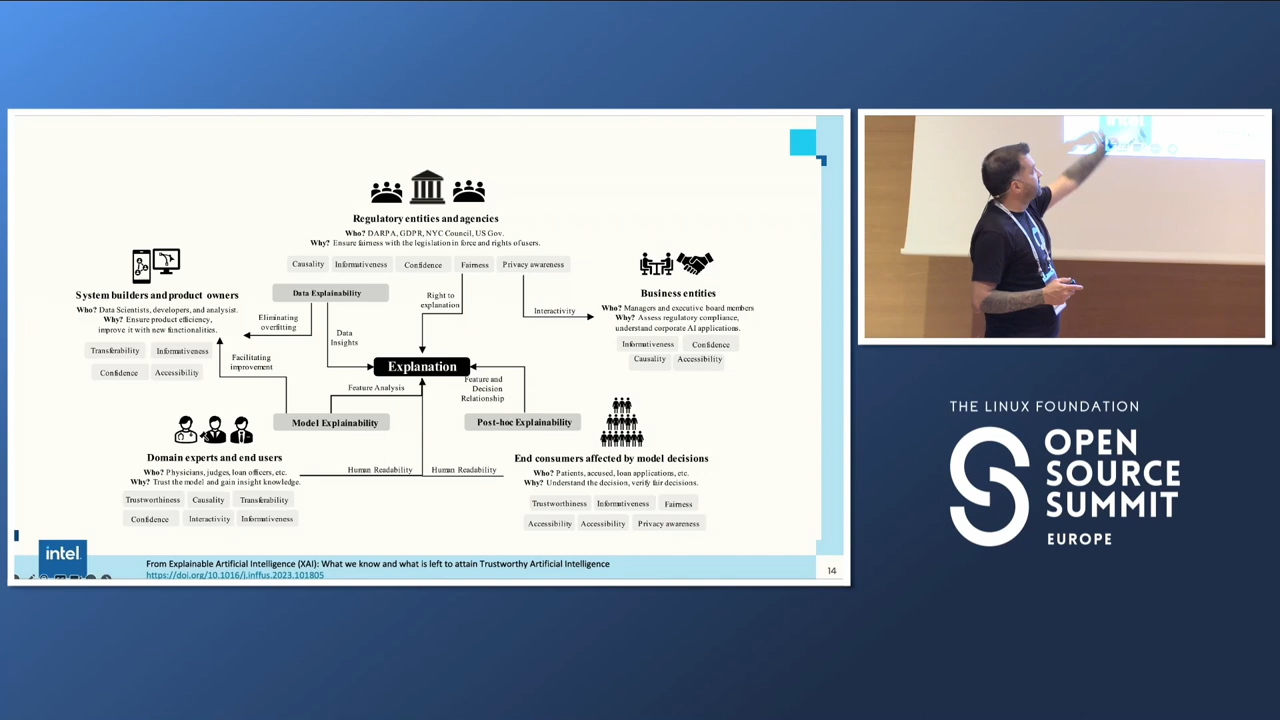 Regulatory entities and agencies
Who? DARPA, GDPR, NYC Council, US Gov.
Why? Ensure fairness with the legislation in force and rights of users.
Causality
Informativeness
Confidence
Fairness
Privacy awareness
Data Explainability
System builders and product owners
Who? Data Scientists, developers, and analysist.
Why? Ensure product efficiency,
improve it with new functionalities.
Transferability
Informativeness
Confidence
Accessibility
Business entities
Who? Managers and executive board members
Why? Assess regulatory compliance,
understand corporate AI applications.
Informativeness
Confidence
Causality
Accessibility
Eliminating
overfitting
Data
Insights
Right to
explanation
Interactivity
Facilitating
improvement
Explanation
Feature Analysis
Feature and
Decision
Relationship
Model Explainability
Post-hoc Explainability
Domain experts and end users
Who? Physicians, judges, loan officers, etc.
Why? Trust the model and gain insight knowledge.
Trustworthiness
Causality
Transferability
Confidence
Interactivity
Informativeness
Human Readability
Human Readability
End consumers affected by model decisions
Who? Patients, accused, loan applications, etc.
Why? Understand the decision, verify fair decisions.
Trustworthiness
Informativeness
Fairness
Accessibility
Accessibility
Privacy awareness
intel.
From Explainable Artificial Intelligence (XAI): What we know and what is left to attain Trustworthy Artificial Intelligence
https://doi.org/10.1016/j.inffus.2023.101805
14
intel
THE LINUX FOUNDATION
OPEN
SOURCE
SUMMIT
EUROPE